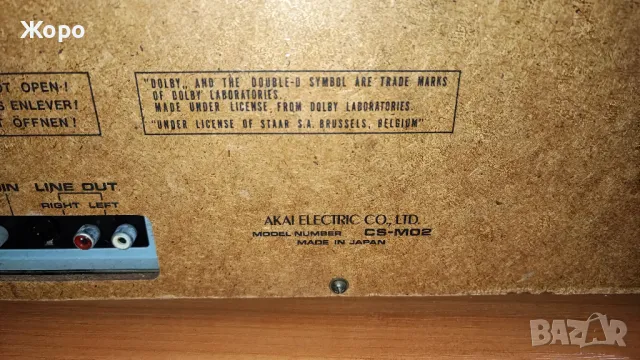 Жоро
OT OPEN!
S ENLEVER!
T ÖFFNEN!
"DOLBY,, AND THE DOUBLE-D SYMBOL ARE TRADE MARKS
OF DOLBY LABORATORIES.
MADE UNDER LICENSE, FROM DOLBY LABORATORIES.
"UNDER LICENSE OF STAAR S.A. BRUSSELS, BELGIUM"
DIN LINE OUT
RIGHT LEFT
AKAI ELECTRIC CO., LTD.
MODEL NUMBER CS-M02
MADE IN JAPAN
BAZAR